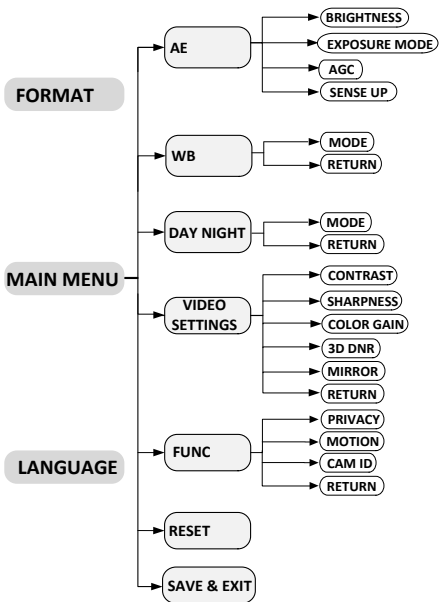 FORMAT
MAIN MENU
LANGUAGE
AE
BRIGHTNESS
EXPOSURE MODE
AGC
SENSE UP
WB
MODE
RETURN
DAY NIGHT
MODE
RETURN
VIDEO
SETTINGS
CONTRAST
SHARPNESS
COLOR GAIN
3D DNR
MIRROR
RETURN
FUNC
PRIVACY
MOTION
CAM ID
RETURN
RESET
SAVE & EXIT